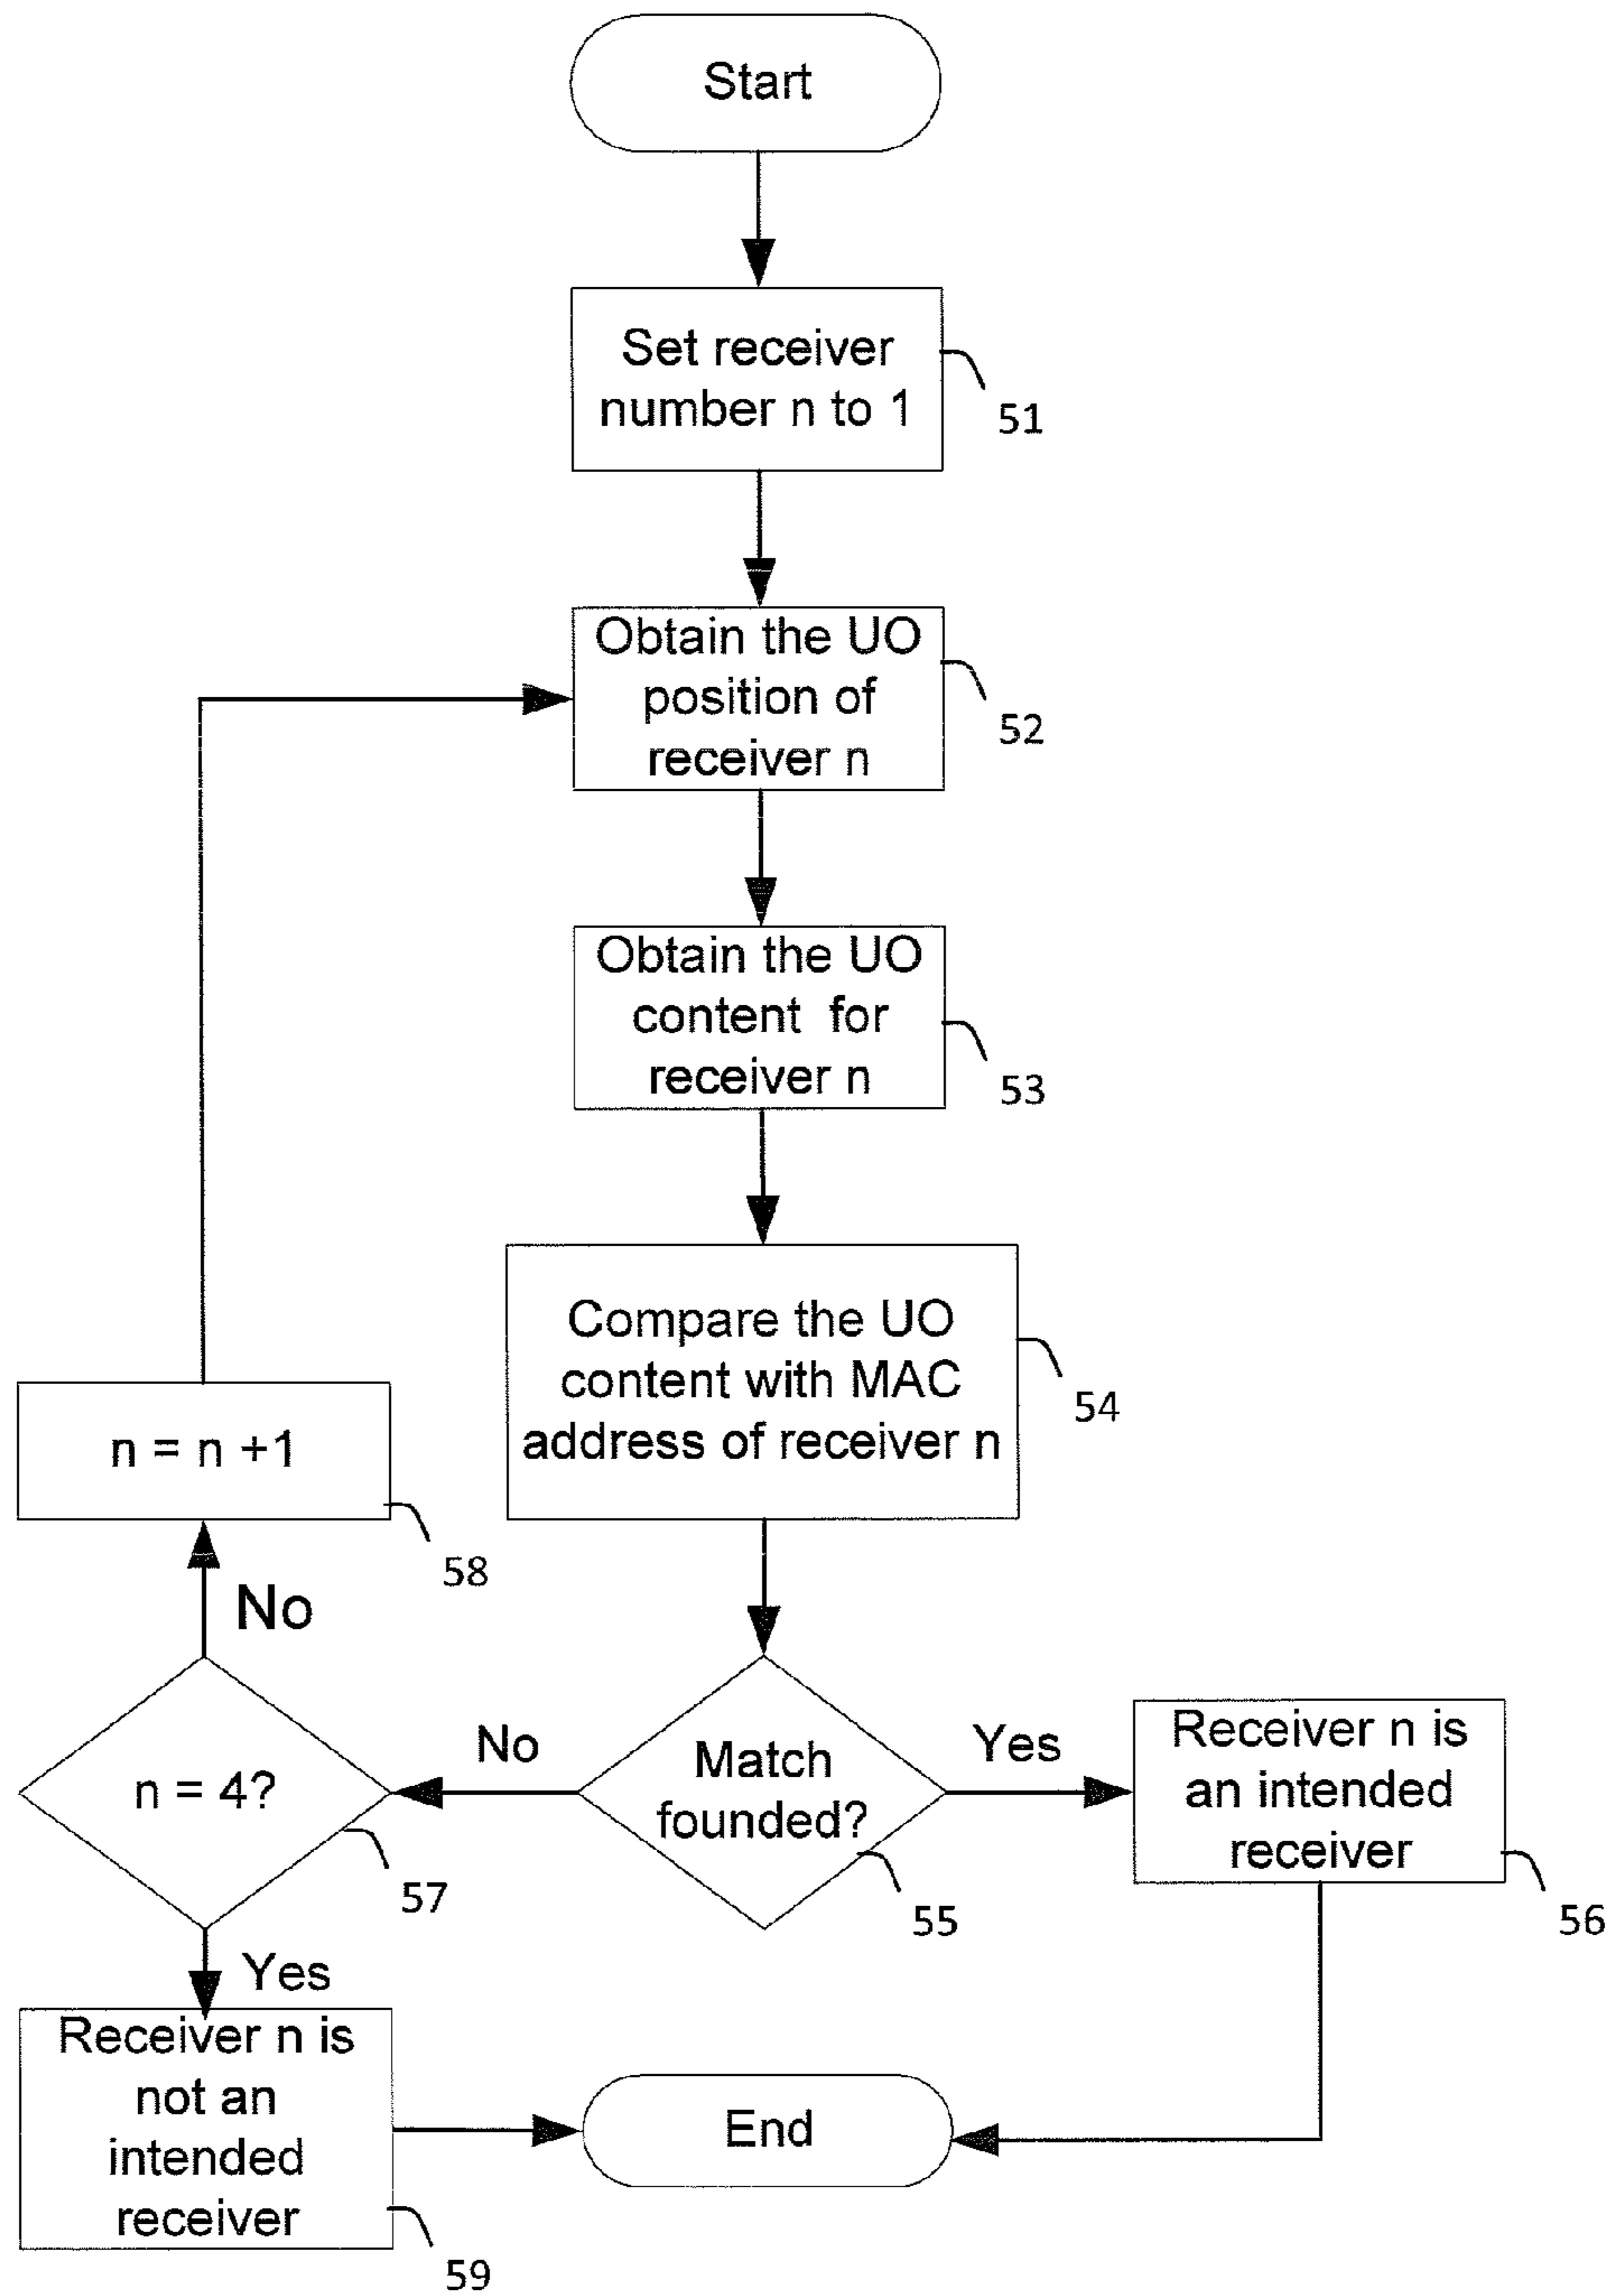 Start
Set receiver
number n to 1
51
Obtain the UO
position of
receiver n
52
Obtain the UO
content for
receiver n
53
Compare the UO
content with MAC
address of receiver n
54
n = n +1
58
No
n = 4?
57
No
Match
founded?
55
Yes
Receiver n is
an intended
receiver
56
Yes
Receiver n is
not an
intended
receiver
59
End